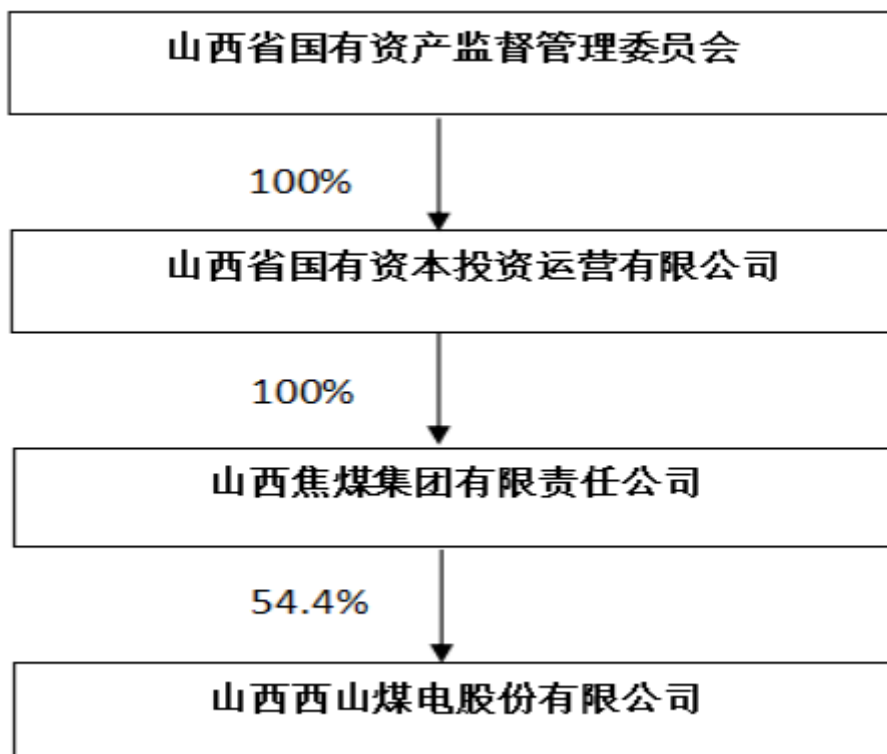 山西省国有资产监督管理委员会
100%
山西省国有资本投资运营有限公司
100%
山西焦煤集团有限责任公司
54.4%
山西西山煤电股份有限公司